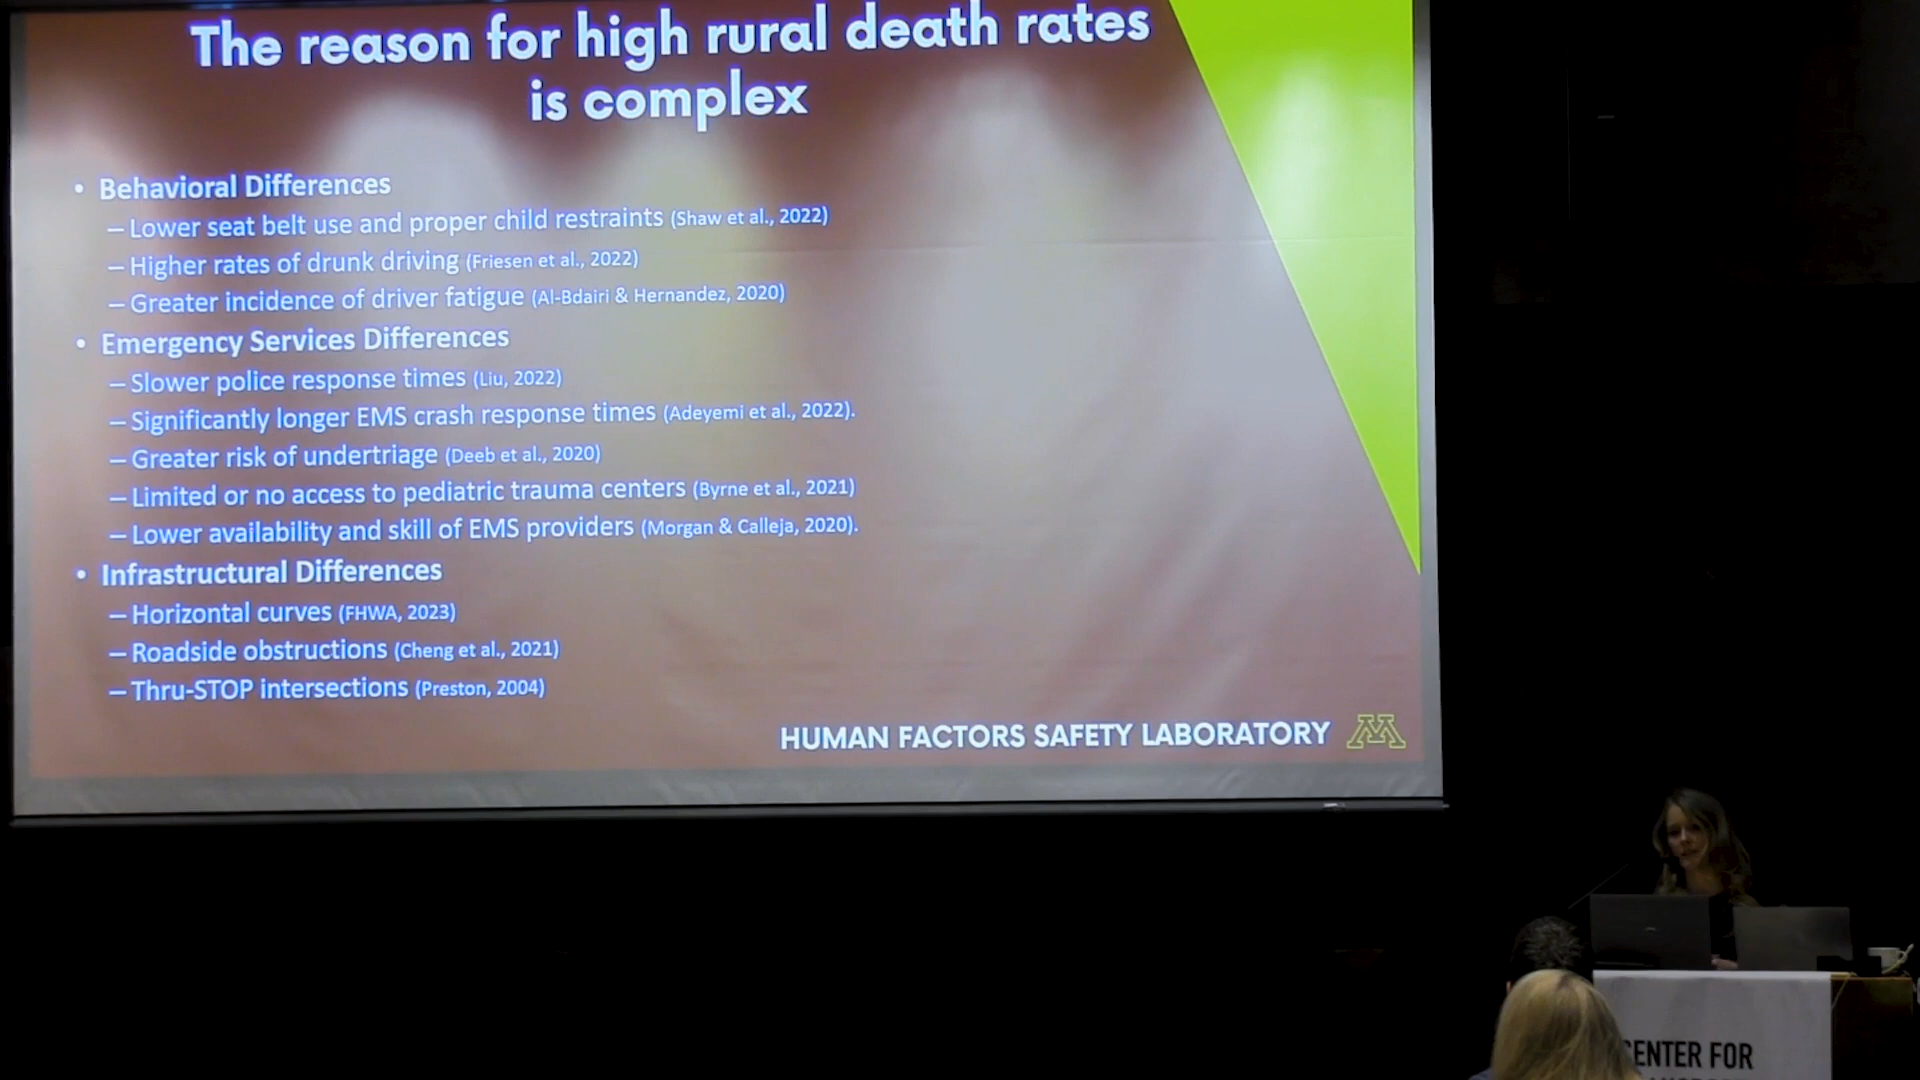 The reason for high rural death rates
is complex
• Behavioral Differences
– Lower seat belt use and proper child restraints (Shaw et al., 2022)
– Higher rates of drunk driving (Friesen et al., 2022)
– Greater incidence of driver fatigue (Al-Bdairi & Hernandez, 2020)
• Emergency Services Differences
– Slower police response times (Liu, 2022)
– Significantly longer EMS crash response times (Adeyemi et al., 2022).
– Greater risk of undertriage (Deeb et al., 2020)
– Limited or no access to pediatric trauma centers (Byrne et al., 2021)
– Lower availability and skill of EMS providers (Morgan & Calleja, 2020).
• Infrastructural Differences
– Horizontal curves (FHWA, 2023)
– Roadside obstructions (Cheng et al., 2021)
– Thru-STOP intersections (Preston, 2004)
HUMAN FACTORS SAFETY LABORATORY M
CENTER FOR